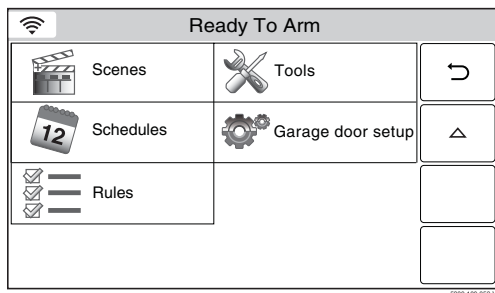 Ready To Arm
Scenes
Tools
12
Schedules
Garage door setup
Rules